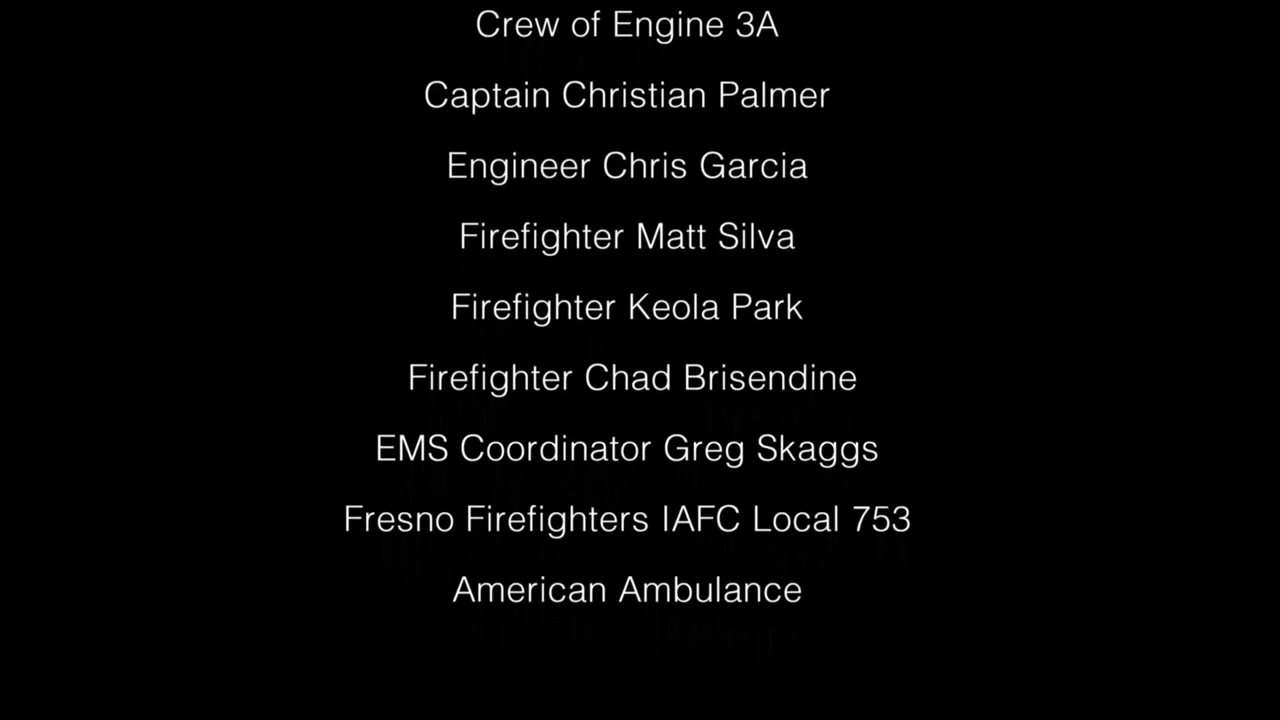 Crew of Engine 3A
Captain Christian Palmer
Engineer Chris Garcia
Firefighter Matt Silva
Firefighter Keola Park
Firefighter Chad Brisendine
EMS Coordinator Greg Skaggs
Fresno Firefighters IAFC Local 753
American Ambulance